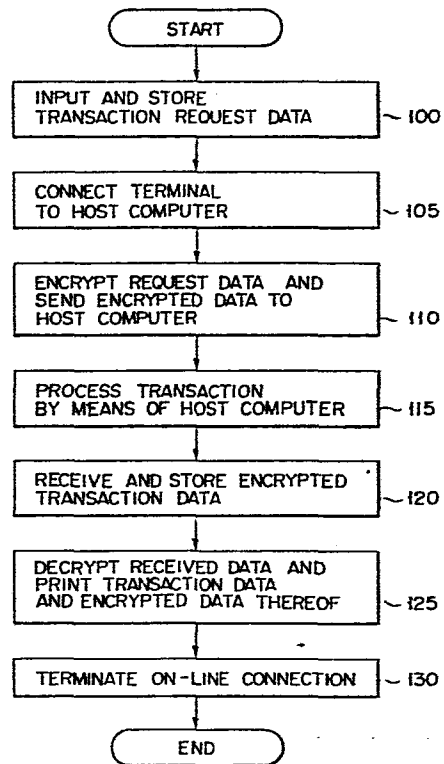 START
INPUT AND STORE
TRANSACTION REQUEST DATA
100
CONNECT TERMINAL
TO HOST COMPUTER
105
ENCRYPT REQUEST DATA AND
SEND ENCRYPTED DATA TO
HOST COMPUTER
110
PROCESS TRANSACTION
BY MEANS OF HOST COMPUTER
115
RECEIVE AND STORE ENCRYPTED
TRANSACTION DATA
120
DECRYPT RECEIVED DATA AND
PRINT TRANSACTION DATA
AND ENCRYPTED DATA THEREOF
125
TERMINATE ON-LINE CONNECTION
130
END